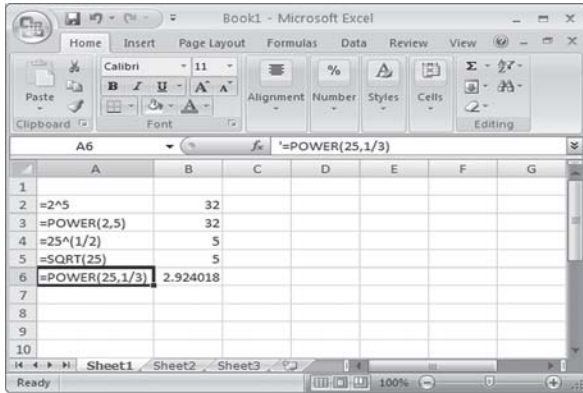 Book1 - Microsoft Excel
Home Insert Page Layout Formulas Data Review View
Paste
Calibri 11
B I U A A
A
Alignment Number Styles Cells
%
Σ
Clipboard Font Editing
A6 fx '=POWER(25,1/3)
A B C D E F G
1
2 =2^5 32
3 =POWER(2,5) 32
4 =25^(1/2) 5
5 =SQRT(25) 5
6 =POWER(25,1/3) 2.924018
7
8
9
10
Sheet1 Sheet2 Sheet3
Ready 100%